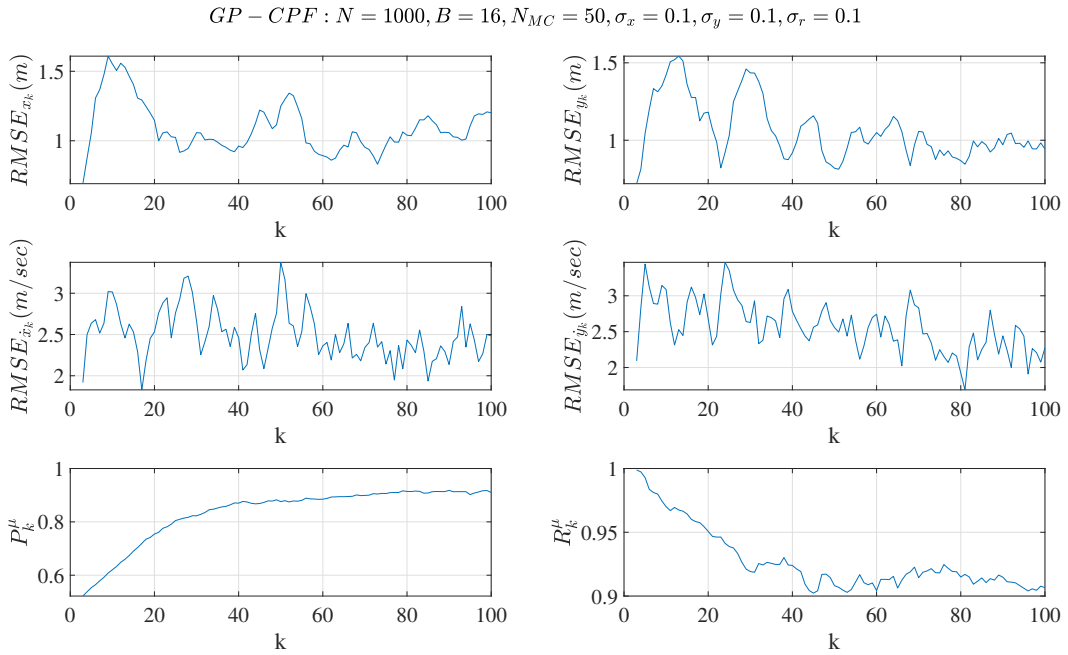 GP − CPF : N = 1000, B = 16, N_MC = 50, σ_x = 0.1, σ_y = 0.1, σ_r = 0.1
RMSE_{x_k}(m)
1.5
1
0 20 40 60 80 100
k
RMSE_{y_k}(m)
1.5
1
0 20 40 60 80 100
k
RMSE_{ẋ_k}(m/sec)
3
2.5
2
0 20 40 60 80 100
k
RMSE_{ẏ_k}(m/sec)
3
2.5
2
0 20 40 60 80 100
k
P_k^μ
1
0.8
0.6
0 20 40 60 80 100
k
R_k^μ
1
0.95
0.9
0 20 40 60 80 100
k